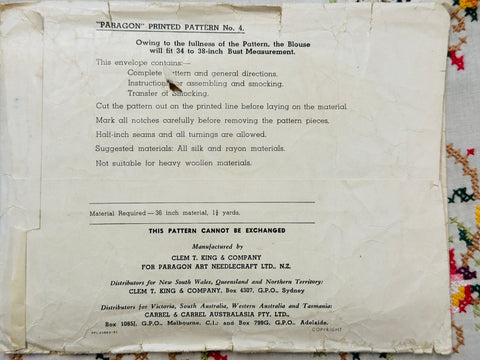 "PARAGON" PRINTED PATTERN No. 4.
Owing to the fullness of the Pattern, the Blouse
will fit 34 to 38-inch Bust Measurement.
This envelope contains:—
Complete pattern and general directions.
Instructions for assembling and smocking.
Transfer of Smocking.
Cut the pattern out on the printed line before laying on the material
Mark all notches carefully before removing the pattern pieces.
Half-inch seams and all turnings are allowed.
Suggested materials: All silk and rayon materials.
Not suitable for heavy woollen materials.
Material Required—36 inch material, yards.
THIS PATTERN CANNOT BE EXCHANGED
Manufactured by
CLEM T. KING & COMPANY
FOR PARAGON ART NEEDLECRAFT LTD., N.Z.
Distributors for New South Wales, Queensland and Northern Territory:
CLEM T. KING & COMPANY, Box 4307, G.P.O., Sydney
Distributors for Victoria, South Australia, Western Australia and Tasmania:
CARREL & CARREL AUSTRALASIA PTY. LTD.,
Box 1085J, G.P.O., Melbourne, C.1.; and Box 799G, G.P.O., Adelaide.
COPYRIGHT